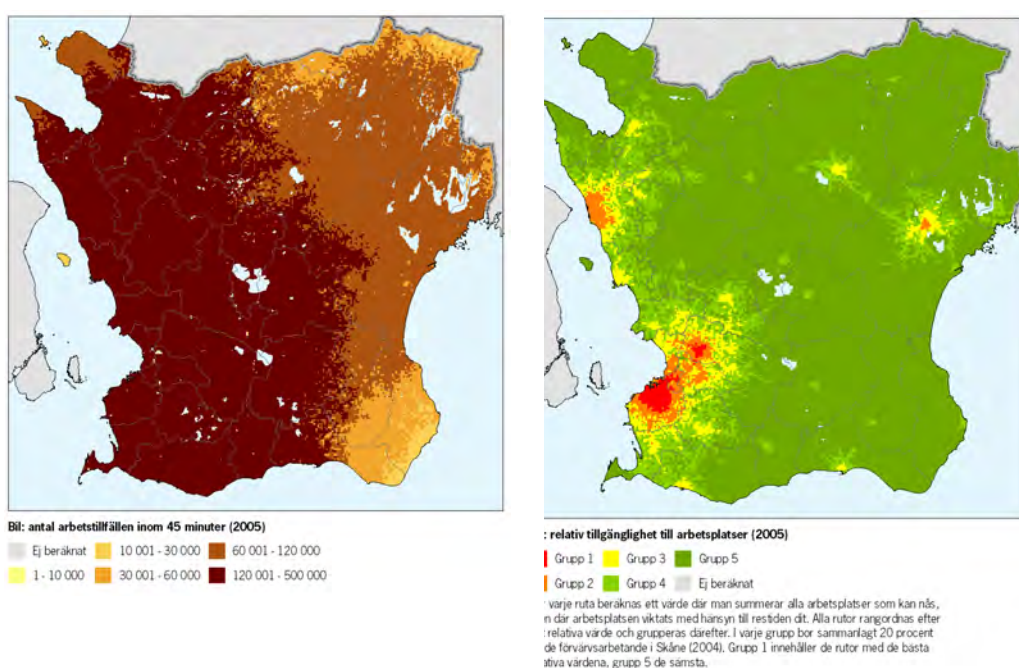 Bil: antal arbetstillfällen inom 45 minuter (2005)
Ej beräknat 10 001 - 30 000 60 001 - 120 000
1 - 10 000 30 001 - 60 000 120 001 - 500 000
: relativ tillgänglighet till arbetsplatser (2005)
Grupp 1 Grupp 3 Grupp 5
Grupp 2 Grupp 4 Ej beräknat
varje ruta beräknas ett värde där man summerar alla arbetsplatser som kan nås,
n där arbetsplatsen viktats med hänsyn till restiden dit. Alla rutor rangordnas efter
relativa värde och grupperas därefter. I varje grupp bor sammanlagt 20 procent
de förvärvsarbetande i Skåne (2004). Grupp 1 innehåller de rutor med de bästa
ativa värdena, grupp 5 de sämsta.